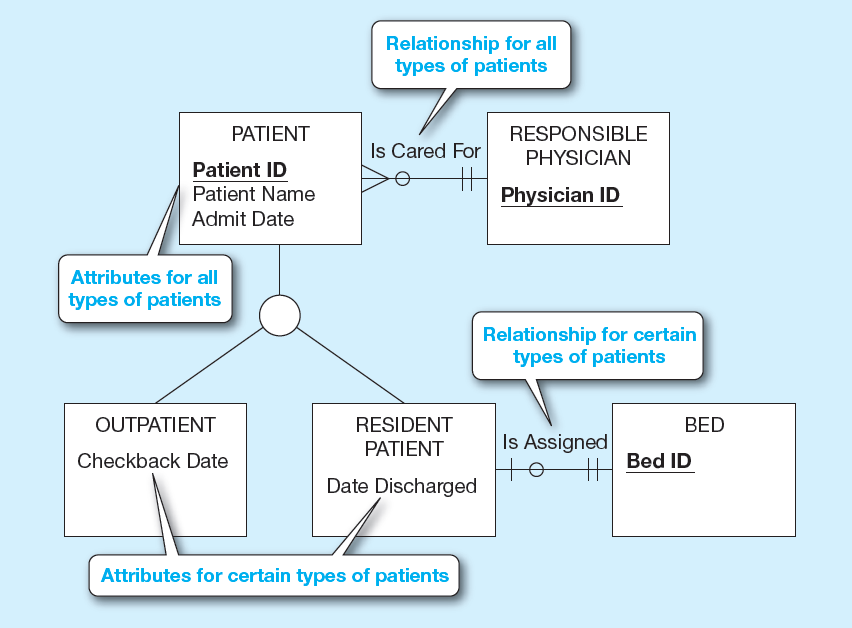 Relationship for all
types of patients
PATIENT
Patient ID
Patient Name
Admit Date
Is Cared For
RESPONSIBLE
PHYSICIAN
Physician ID
Attributes for all
types of patients
Relationship for certain
types of patients
OUTPATIENT
Checkback Date
RESIDENT
PATIENT
Date Discharged
Is Assigned
BED
Bed ID
Attributes for certain types of patients